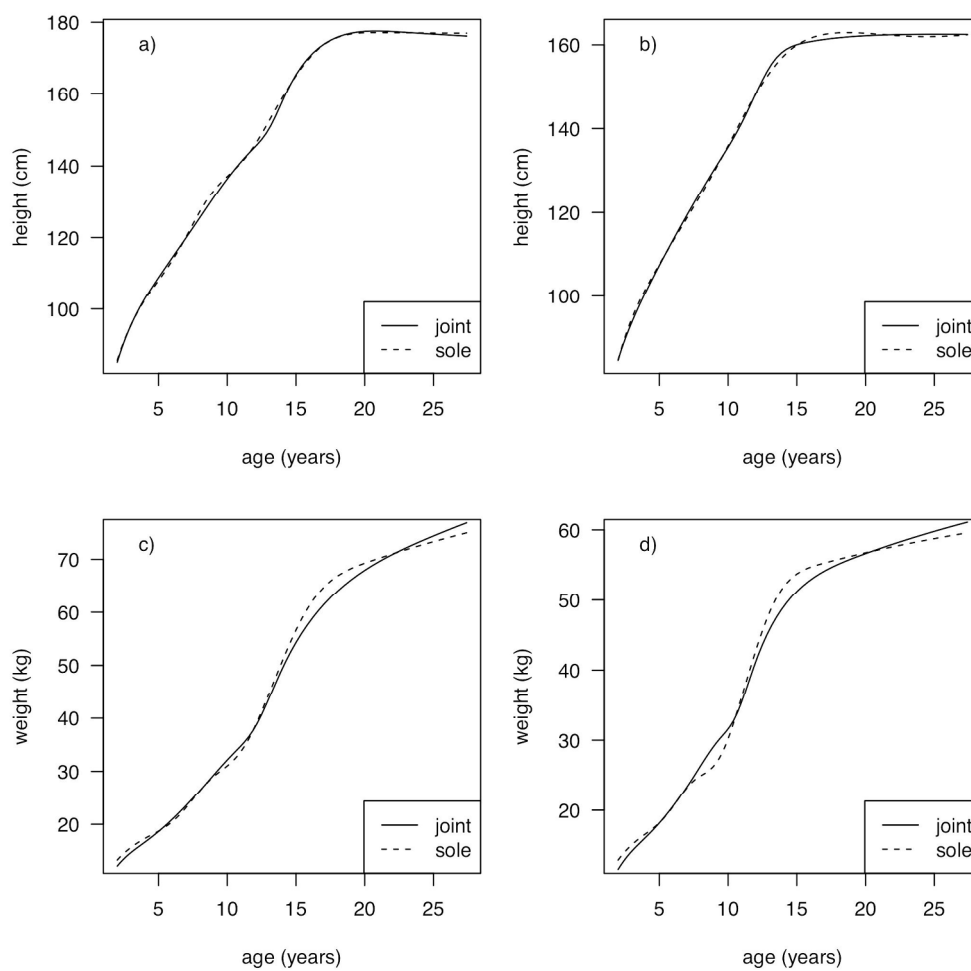 a)
height (cm)
180
160
140
120
100
joint
sole
5 10 15 20 25
age (years)
b)
height (cm)
160
140
120
100
joint
sole
5 10 15 20 25
age (years)
c)
weight (kg)
70
60
50
40
30
20
joint
sole
5 10 15 20 25
age (years)
d)
weight (kg)
60
50
40
30
20
joint
sole
5 10 15 20 25
age (years)